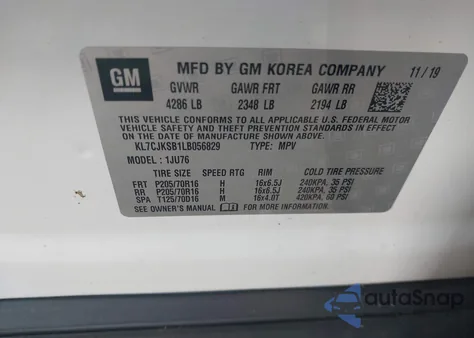 GM MFD BY GM KOREA COMPANY 11/19
GVWR GAWR FRT GAWR RR
4286 LB 2348 LB 2194 LB
THIS VEHICLE CONFORMS TO ALL APPLICABLE U.S. FEDERAL MOTOR
VEHICLE SAFETY, BUMPER, AND THEFT PREVENTION STANDARDS IN
EFFECT ON THE DATE OF MANUFACTURE SHOWN ABOVE.
KL7CJKSB1LB056829 TYPE: MPV
MODEL: 1JU76
TIRE SIZE SPEED RTG RIM COLD TIRE PRESSURE
FRT P205/70R16 H 16x6.5J 240KPA, 35 PSI
RR P205/70R16 H 16x6.5J 240KPA, 35 PSI
SPA T125/70D16 M 16x4.0T 420KPA, 60 PSI
SEE OWNER'S MANUAL i FOR MORE INFORMATION.
autoSnap